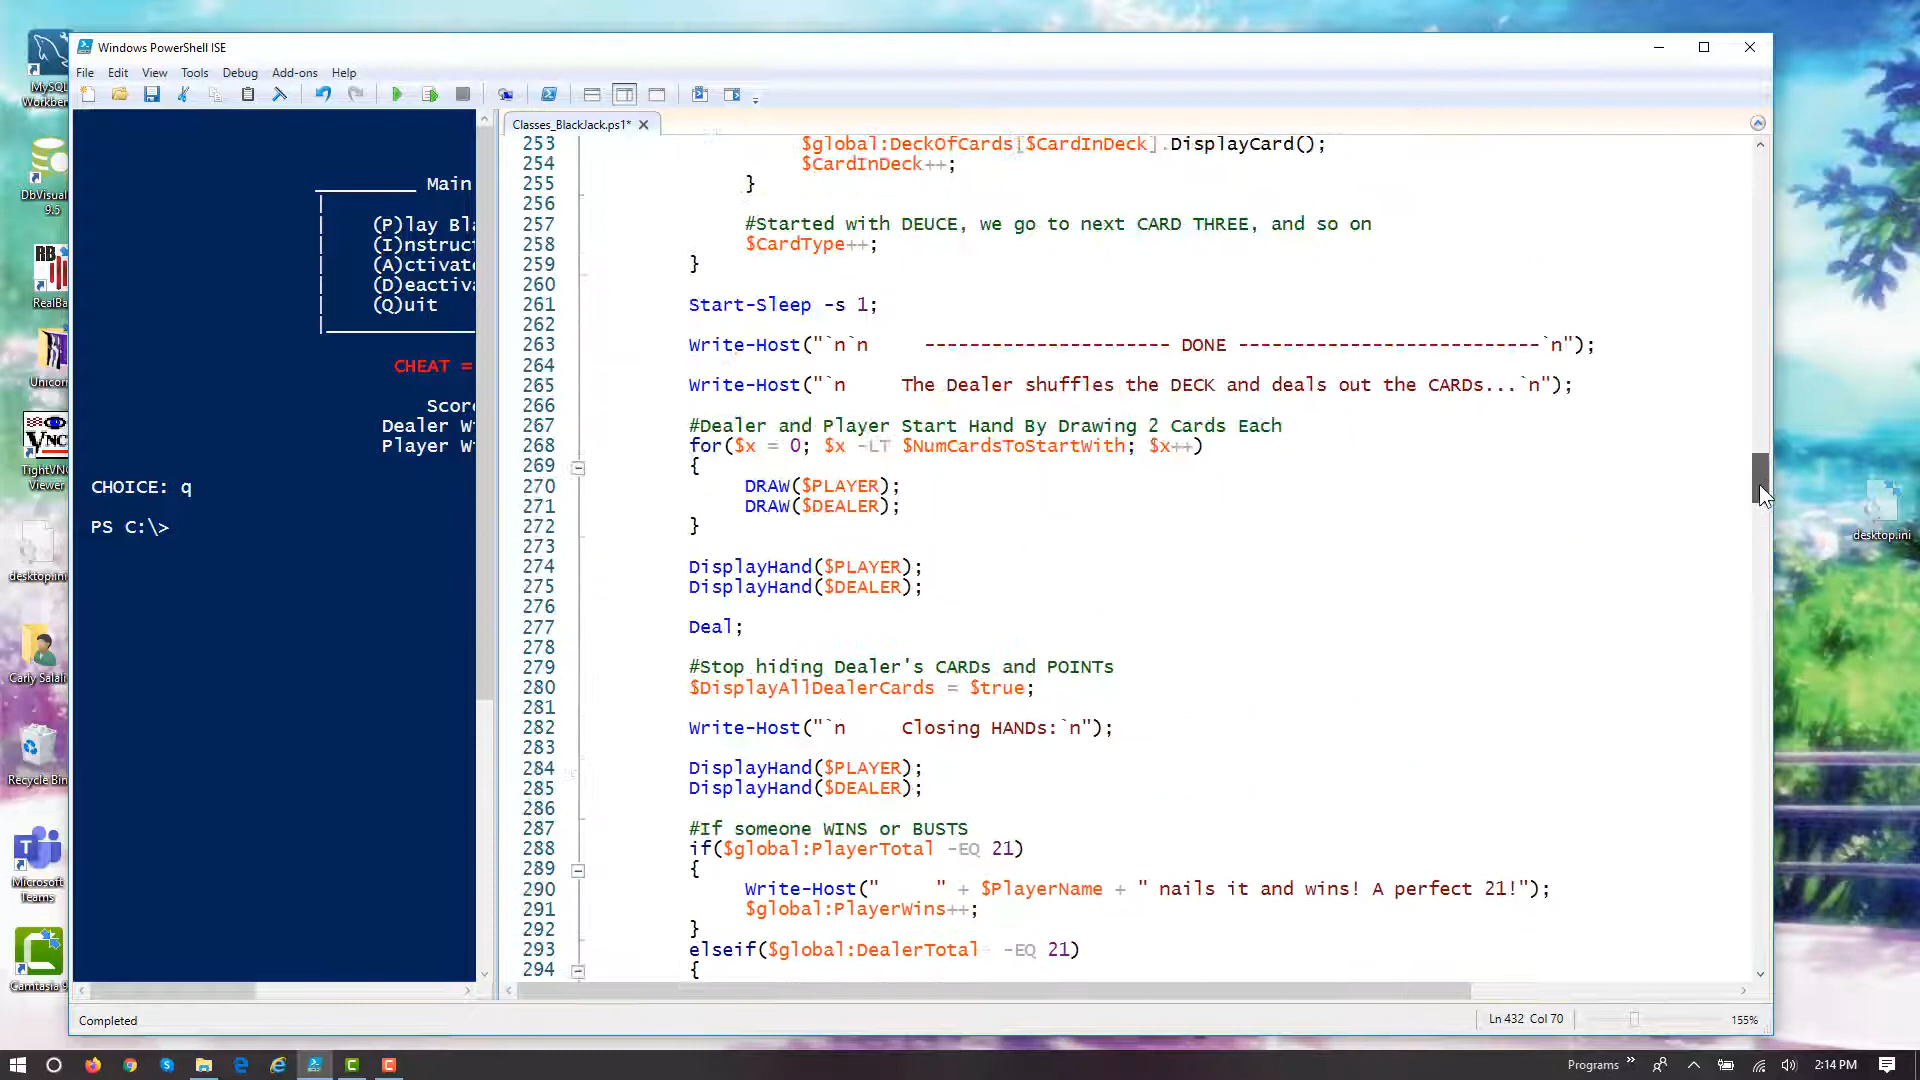 Windows PowerShell ISE
File Edit View Tools Debug Add-ons Help
Classes_BlackJack.ps1*
Main
(P)lay Bla
(I)nstruc
(A)ctivate
(D)eactiva
(Q)uit
CHEAT =
Score
Dealer W
Player W
CHOICE: q
PS C:\>
253 $global:DeckOfCards[$CardInDeck].DisplayCard();
254 $CardInDeck++;
255 }
256
257 #Started with DEUCE, we go to next CARD THREE, and so on
258 $CardType++;
259 }
260
261 Start-Sleep -s 1;
262
263 Write-Host("`n`n ---------------------- DONE ---------------------------`n");
264
265 Write-Host("`n The Dealer shuffles the DECK and deals out the CARDs...`n");
266
267 #Dealer and Player Start Hand By Drawing 2 Cards Each
268 for($x = 0; $x -LT $NumCardsToStartWith; $x++)
269 {
270 DRAW($PLAYER);
271 DRAW($DEALER);
272 }
273
274 DisplayHand($PLAYER);
275 DisplayHand($DEALER);
276
277 Deal;
278
279 #Stop hiding Dealer's CARDs and POINTs
280 $DisplayAllDealerCards = $true;
281
282 Write-Host("`n Closing HANDs:`n");
283
284 DisplayHand($PLAYER);
285 DisplayHand($DEALER);
286
287 #If someone WINS or BUSTS
288 if($global:PlayerTotal -EQ 21)
289 {
290 Write-Host(" " + $PlayerName + " nails it and wins! A perfect 21!");
291 $global:PlayerWins++;
292 }
293 elseif($global:DealerTotal -EQ 21)
294 {
Completed
Ln 432 Col 70
155%
MySQL
Workben
DbVisual
9.5
RB
RealBa
Unicor
VNC
TightVNC
Viewer
desktop.ini
Carly Salali
Recycle Bin
T
Microsoft
Teams
Camtasia 9
desktop.ini
Programs
2:14 PM